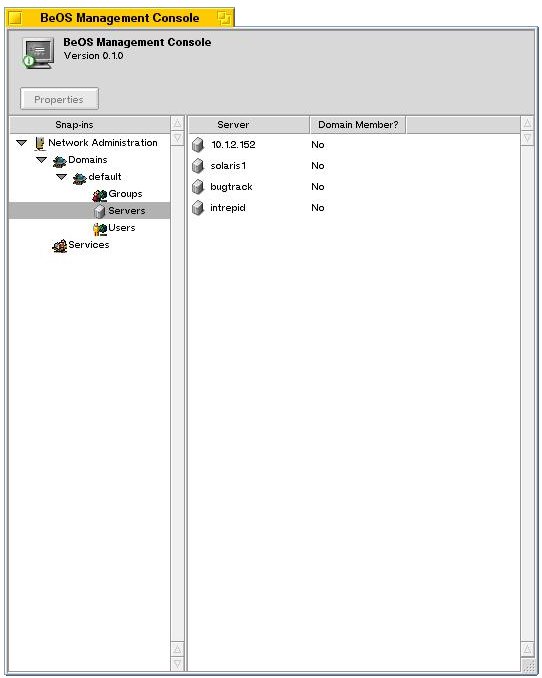 BeOS Management Console
BeOS Management Console
Version 0.1.0
Properties
Snap-ins
Network Administration
Domains
default
Groups
Servers
Users
Services
Server Domain Member?
10.1.2.152 No
solaris1 No
bugtrack No
intrepid No